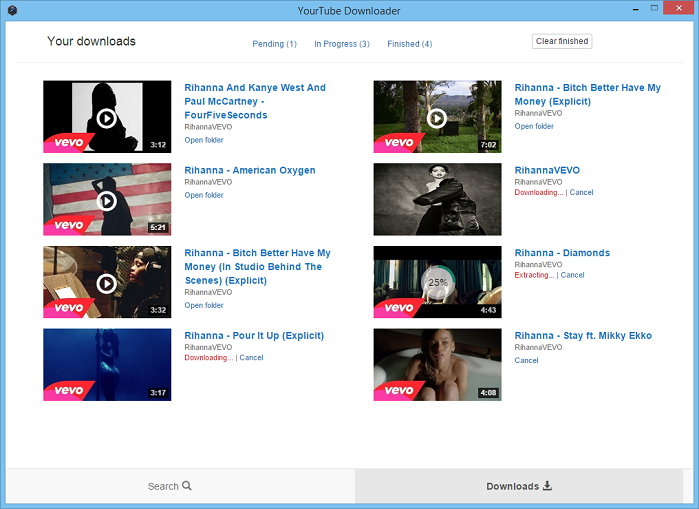 YourTube Downloader
Your downloads
Pending (1)
In Progress (3)
Finished (4)
Clear finished
vevo
3:12
Rihanna And Kanye West And
Paul McCartney -
FourFiveSeconds
RihannaVEVO
Open folder
vevo
7:02
Rihanna - Bitch Better Have My
Money (Explicit)
RihannaVEVO
Open folder
vevo
5:21
Rihanna - American Oxygen
RihannaVEVO
Open folder
RihannaVEVO
RihannaVEVO
Downloading... | Cancel
vevo
3:32
Rihanna - Bitch Better Have My
Money (In Studio Behind The
Scenes) (Explicit)
RihannaVEVO
Open folder
25%
vevo
4:43
Rihanna - Diamonds
RihannaVEVO
Extracting... | Cancel
vevo
3:17
Rihanna - Pour It Up (Explicit)
RihannaVEVO
Downloading... | Cancel
vevo
4:08
Rihanna - Stay ft. Mikky Ekko
RihannaVEVO
Cancel
Search
Downloads